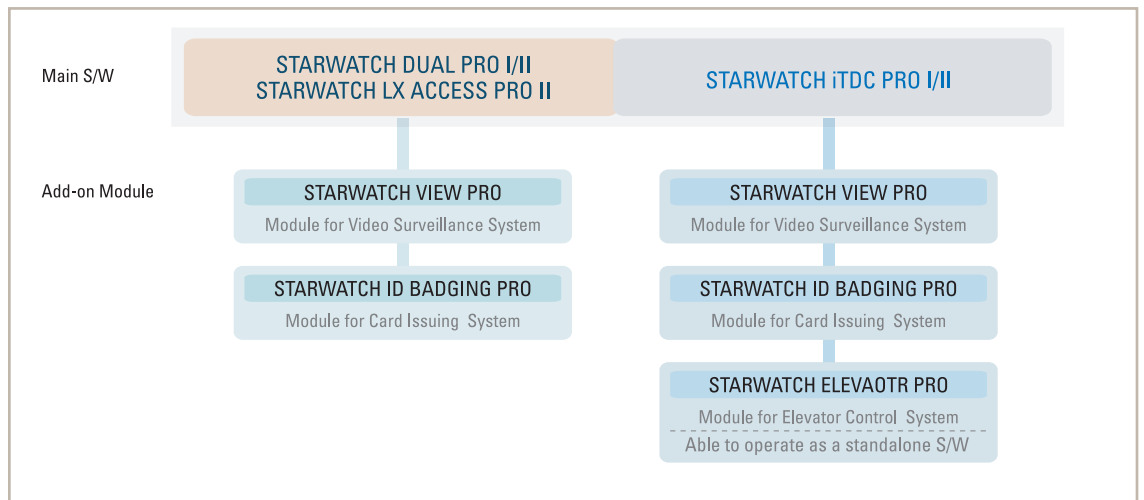 Main S/W
STARWATCH DUAL PRO I/II
STARWATCH LX ACCESS PRO II
STARWATCH iTDC PRO I/II
Add-on Module
STARWATCH VIEW PRO
Module for Video Surveillance System
STARWATCH ID BADGING PRO
Module for Card Issuing System
STARWATCH VIEW PRO
Module for Video Surveillance System
STARWATCH ID BADGING PRO
Module for Card Issuing System
STARWATCH ELEVAOTR PRO
Module for Elevator Control System
Able to operate as a standalone S/W